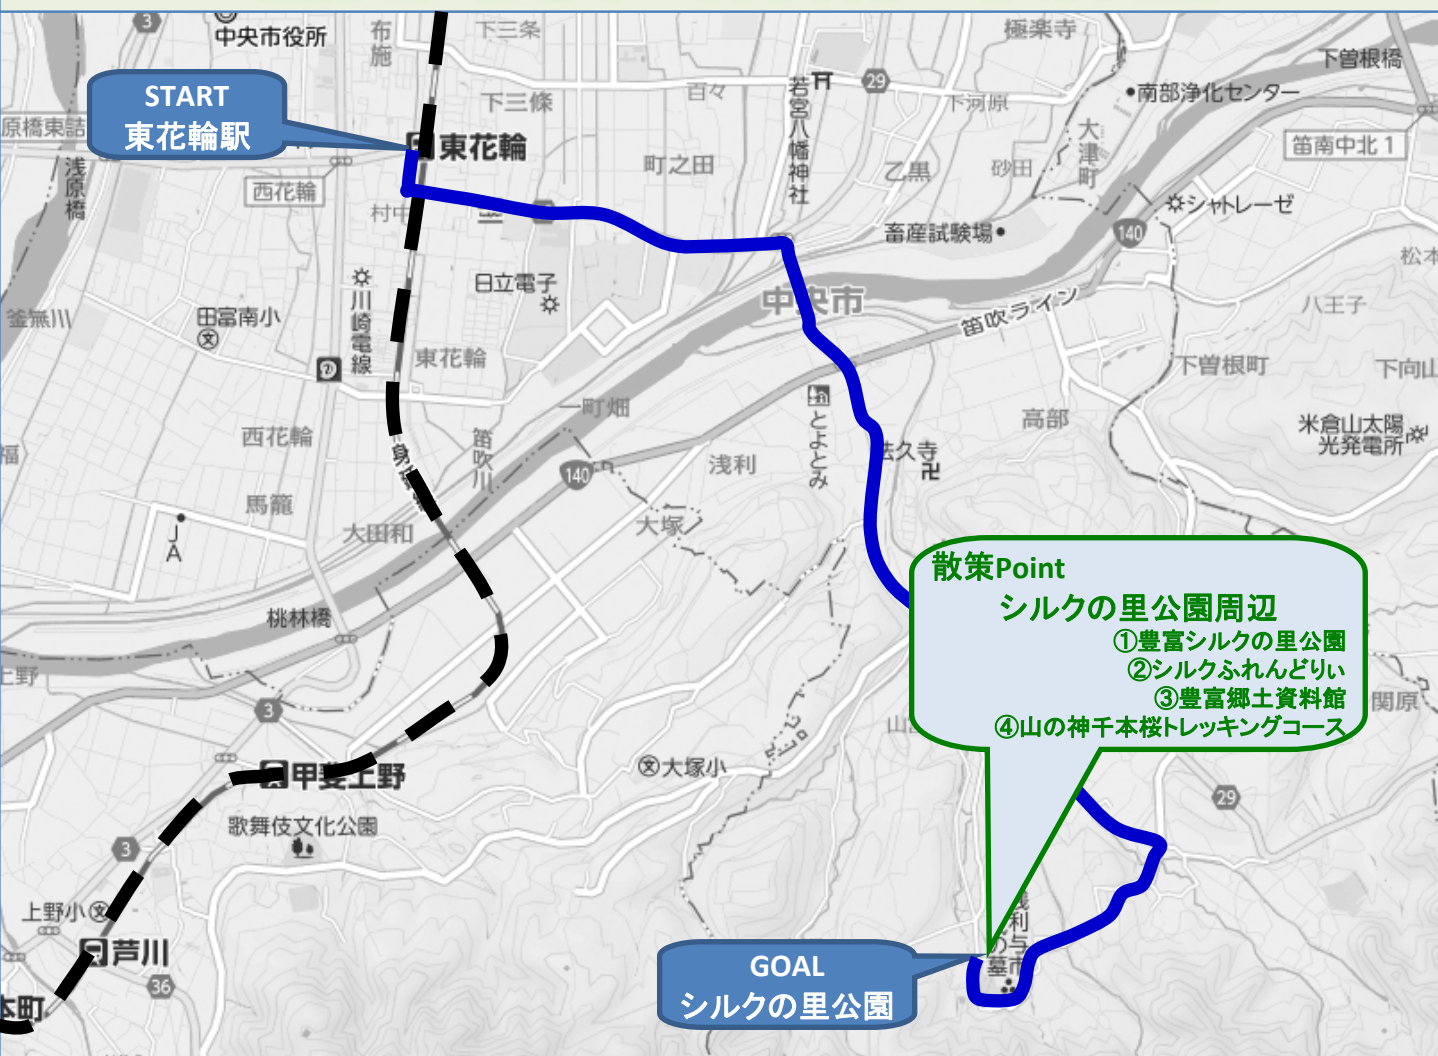 3
中央市役所
布施
下三条
極楽寺
下曽根橋
START
東花輪駅
百々
若宮八幡神社
29
下河原
南部浄化センター
下三條
原橋東詰
東花輪
大津町
笛南中北1
浅原橋
西花輪
町之田
乙黒
砂田
村中
シャトレーゼ
畜産試験場
140
日立電子
中央市
笛吹ライン
八王子
釜無川
田富南小
文
川崎電線
東花輪
下曽根町
下向山
一町畑
とよとみ
高部
米倉山太陽
光発電所
西花輪
笛吹川
浅利
法久寺
身
140
馬籠
JA
大田和
大塚
散策Point
シルクの里公園周辺
①豊富シルクの里公園
②シルクふれんどりぃ
③豊富郷土資料館
④山の神千本桜トレッキングコース
桃林橋
上野
3
関原
甲斐上野
文大塚小
29
歌舞伎文化公園
3
上野小文
芦川
36
浅利与
の墓市
GOAL
シルクの里公園
本町